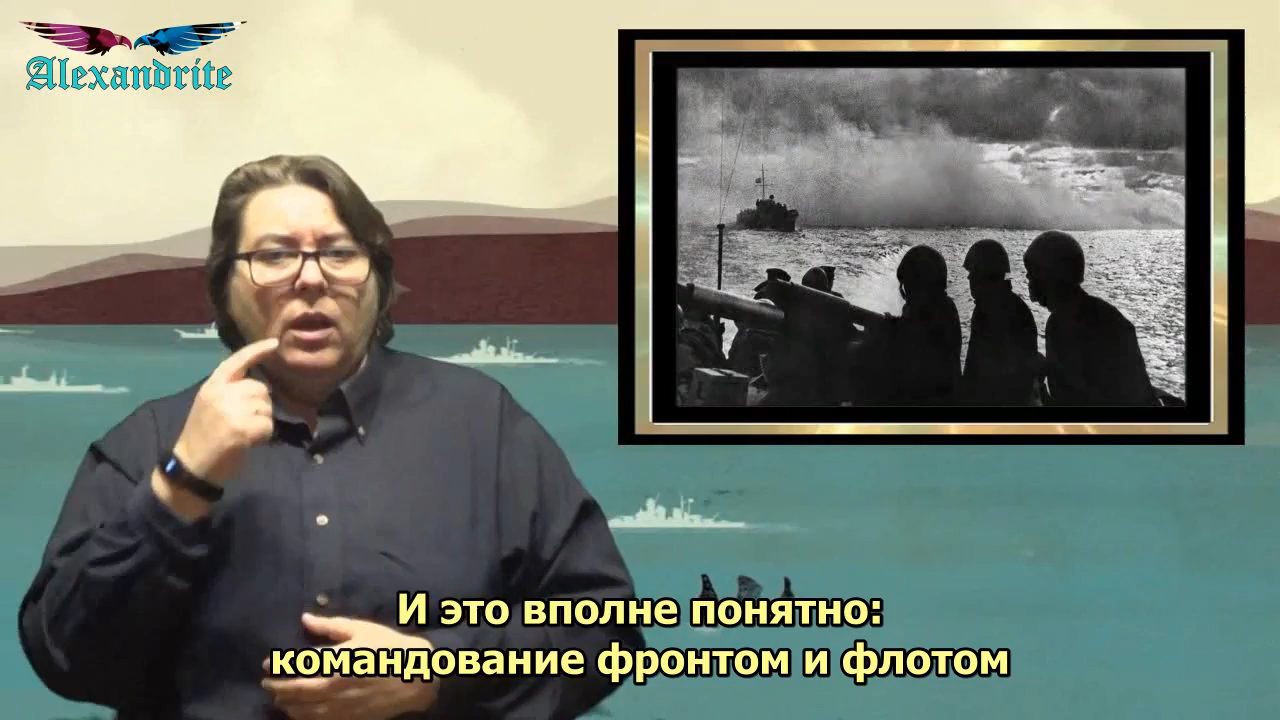 Alexandrite
И это вполне понятно:
командование фронтом и флотом